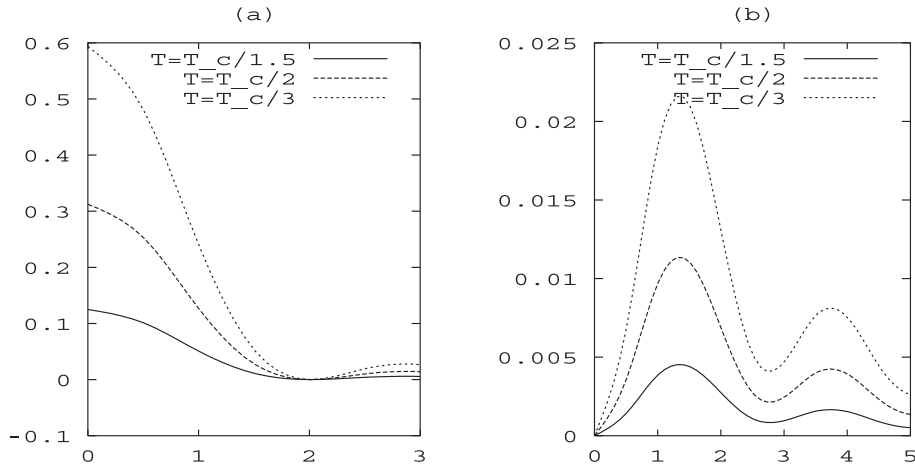 (a)
0.6
0.5
0.4
0.3
0.2
0.1
0
-0.1
0 1 2 3
T=T_c/1.5
T=T_c/2
T=T_c/3
(b)
0.025
0.02
0.015
0.01
0.005
0
0 1 2 3 4 5
T=T_c/1.5
T=T_c/2
T=T_c/3